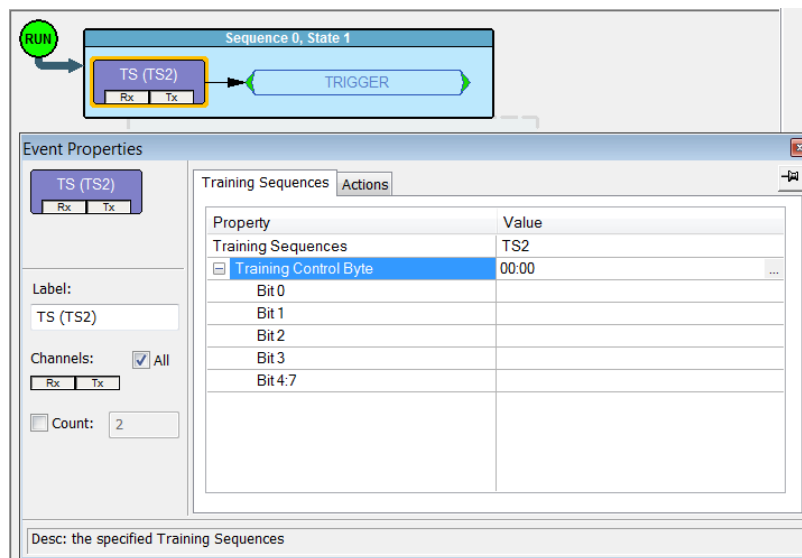 RUN
Sequence 0, State 1
TS (TS2)
Rx Tx
TRIGGER
Event Properties
TS (TS2)
Rx Tx
Training Sequences Actions
Property Value
Training Sequences TS2
Training Control Byte 00:00 ...
Bit 0
Bit 1
Bit 2
Bit 3
Bit 4:7
Label:
TS (TS2)
Channels: All
Rx Tx
Count: 2
Desc: the specified Training Sequences